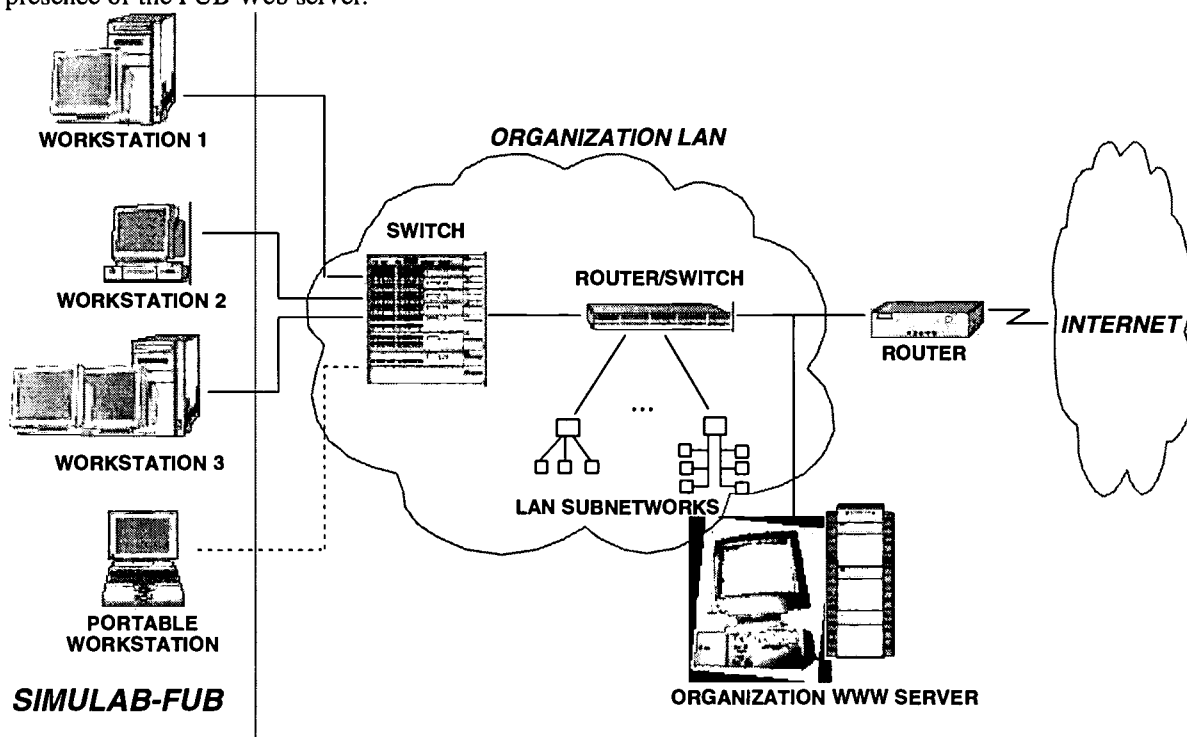 presence of the FUB Web server.
WORKSTATION 1
ORGANIZATION LAN
SWITCH
WORKSTATION 2
ROUTER/SWITCH
ROUTER
INTERNET
WORKSTATION 3
...
LAN SUBNETWORKS
PORTABLE
WORKSTATION
SIMULAB-FUB
ORGANIZATION WWW SERVER